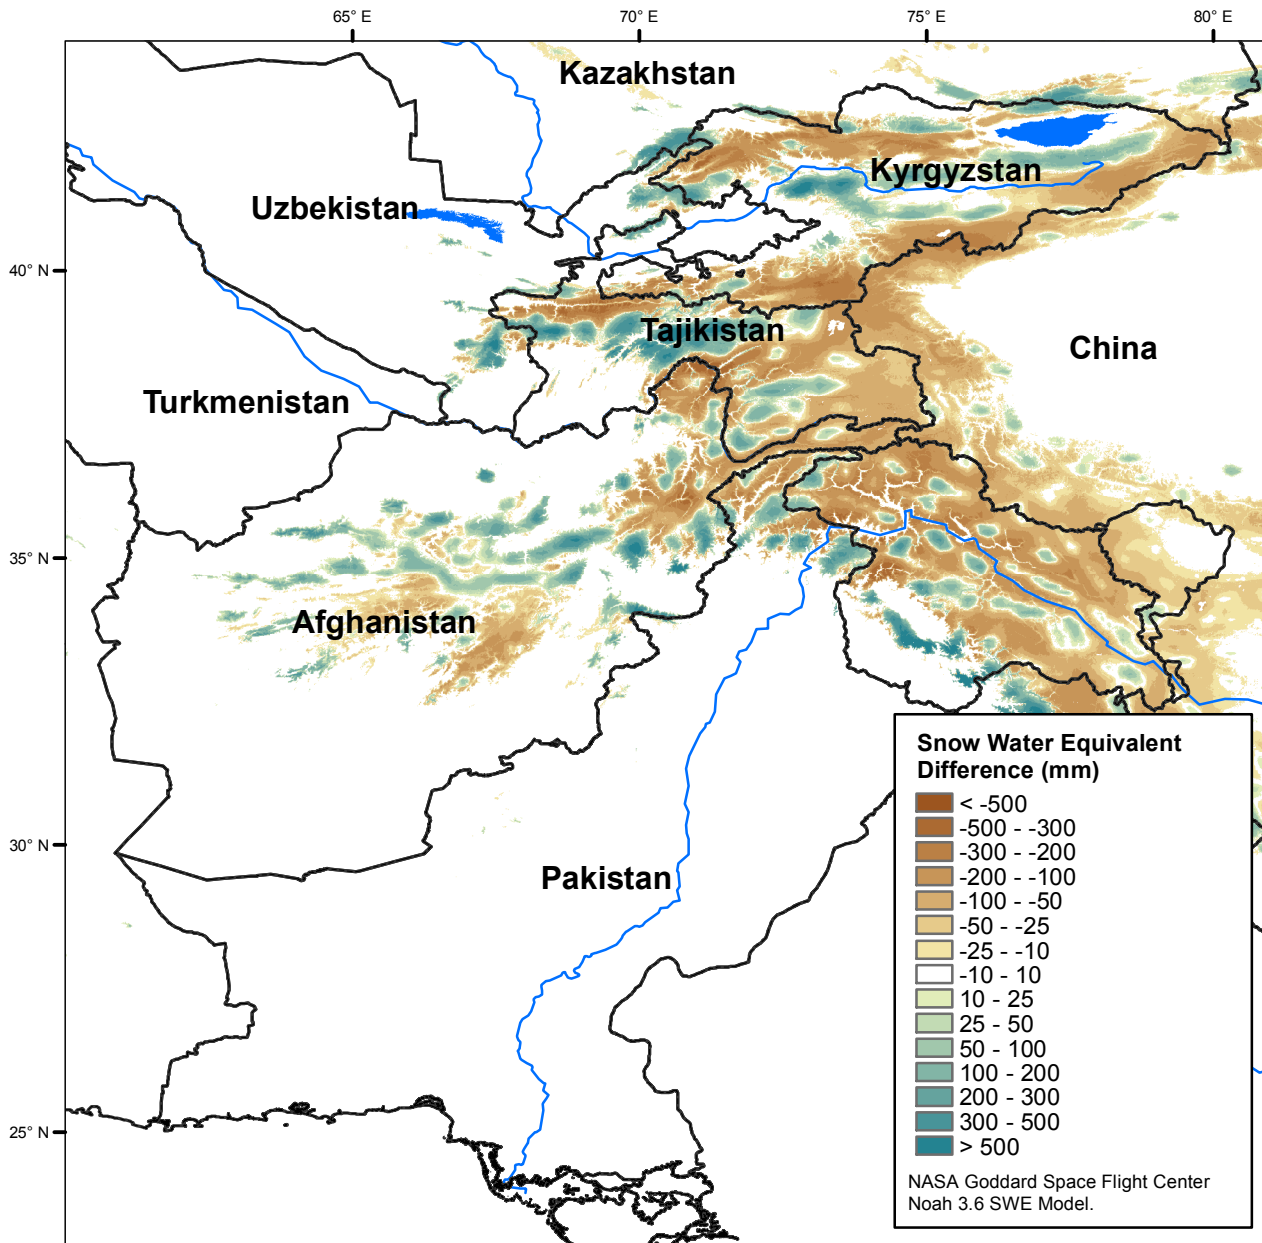 65° E
70° E
75° E
80° E
Kazakhstan
Kyrgyzstan
Uzbekistan
40° N
Tajikistan
China
Turkmenistan
35° N
Afghanistan
30° N
Pakistan
25° N
Snow Water Equivalent
Difference (mm)
< -500
-500 - -300
-300 - -200
-200 - -100
-100 - -50
-50 - -25
-25 - -10
-10 - 10
10 - 25
25 - 50
50 - 100
100 - 200
200 - 300
300 - 500
> 500
NASA Goddard Space Flight Center
Noah 3.6 SWE Model.